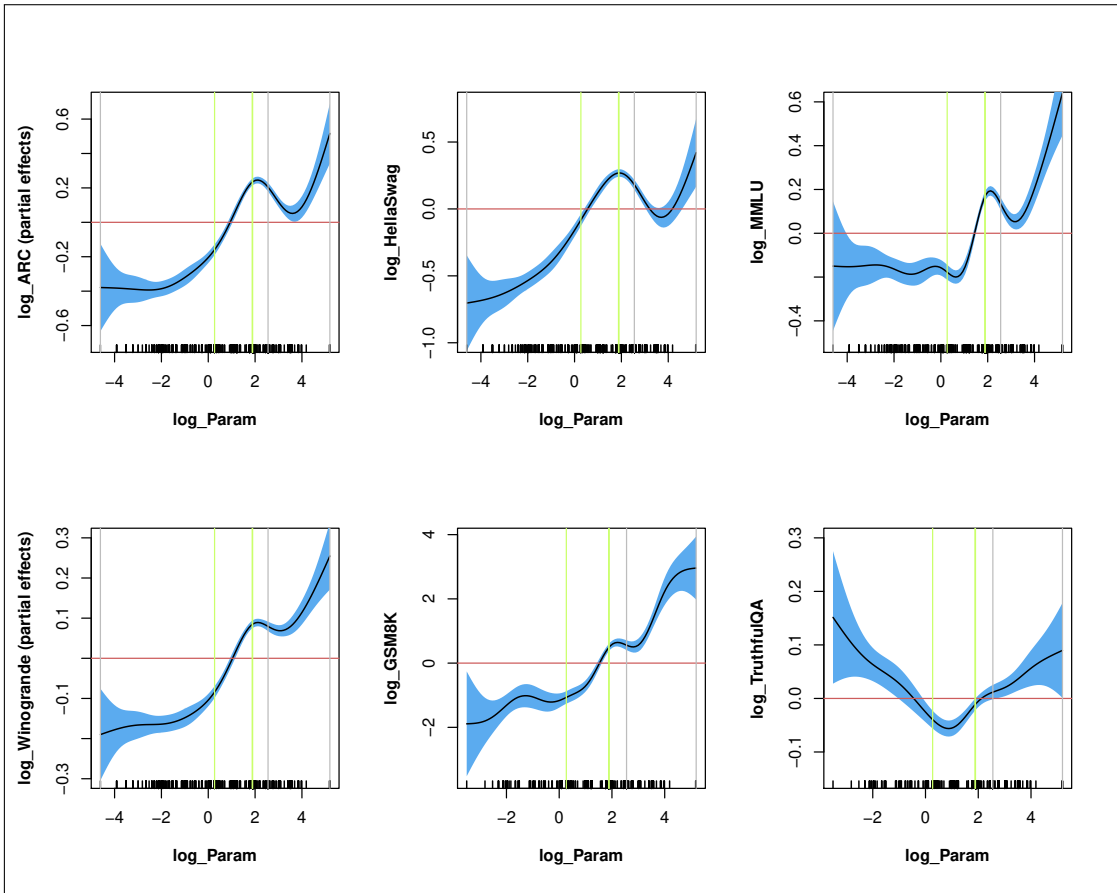 log_ARC (partial effects)
0.6
0.2
−0.2
−0.6
−4 −2 0 2 4
log_Param
log_HellaSwag
0.5
0.0
−0.5
−1.0
−4 −2 0 2 4
log_Param
log_MMLU
0.6
0.4
0.2
0.0
−0.4
−4 −2 0 2 4
log_Param
log_Winogrande (partial effects)
0.3
0.2
0.1
−0.1
−0.3
−4 −2 0 2 4
log_Param
log_GSM8K
4
2
0
−2
−2 0 2 4
log_Param
log_TruthfulQA
0.3
0.2
0.1
0.0
−0.1
−2 0 2 4
log_Param